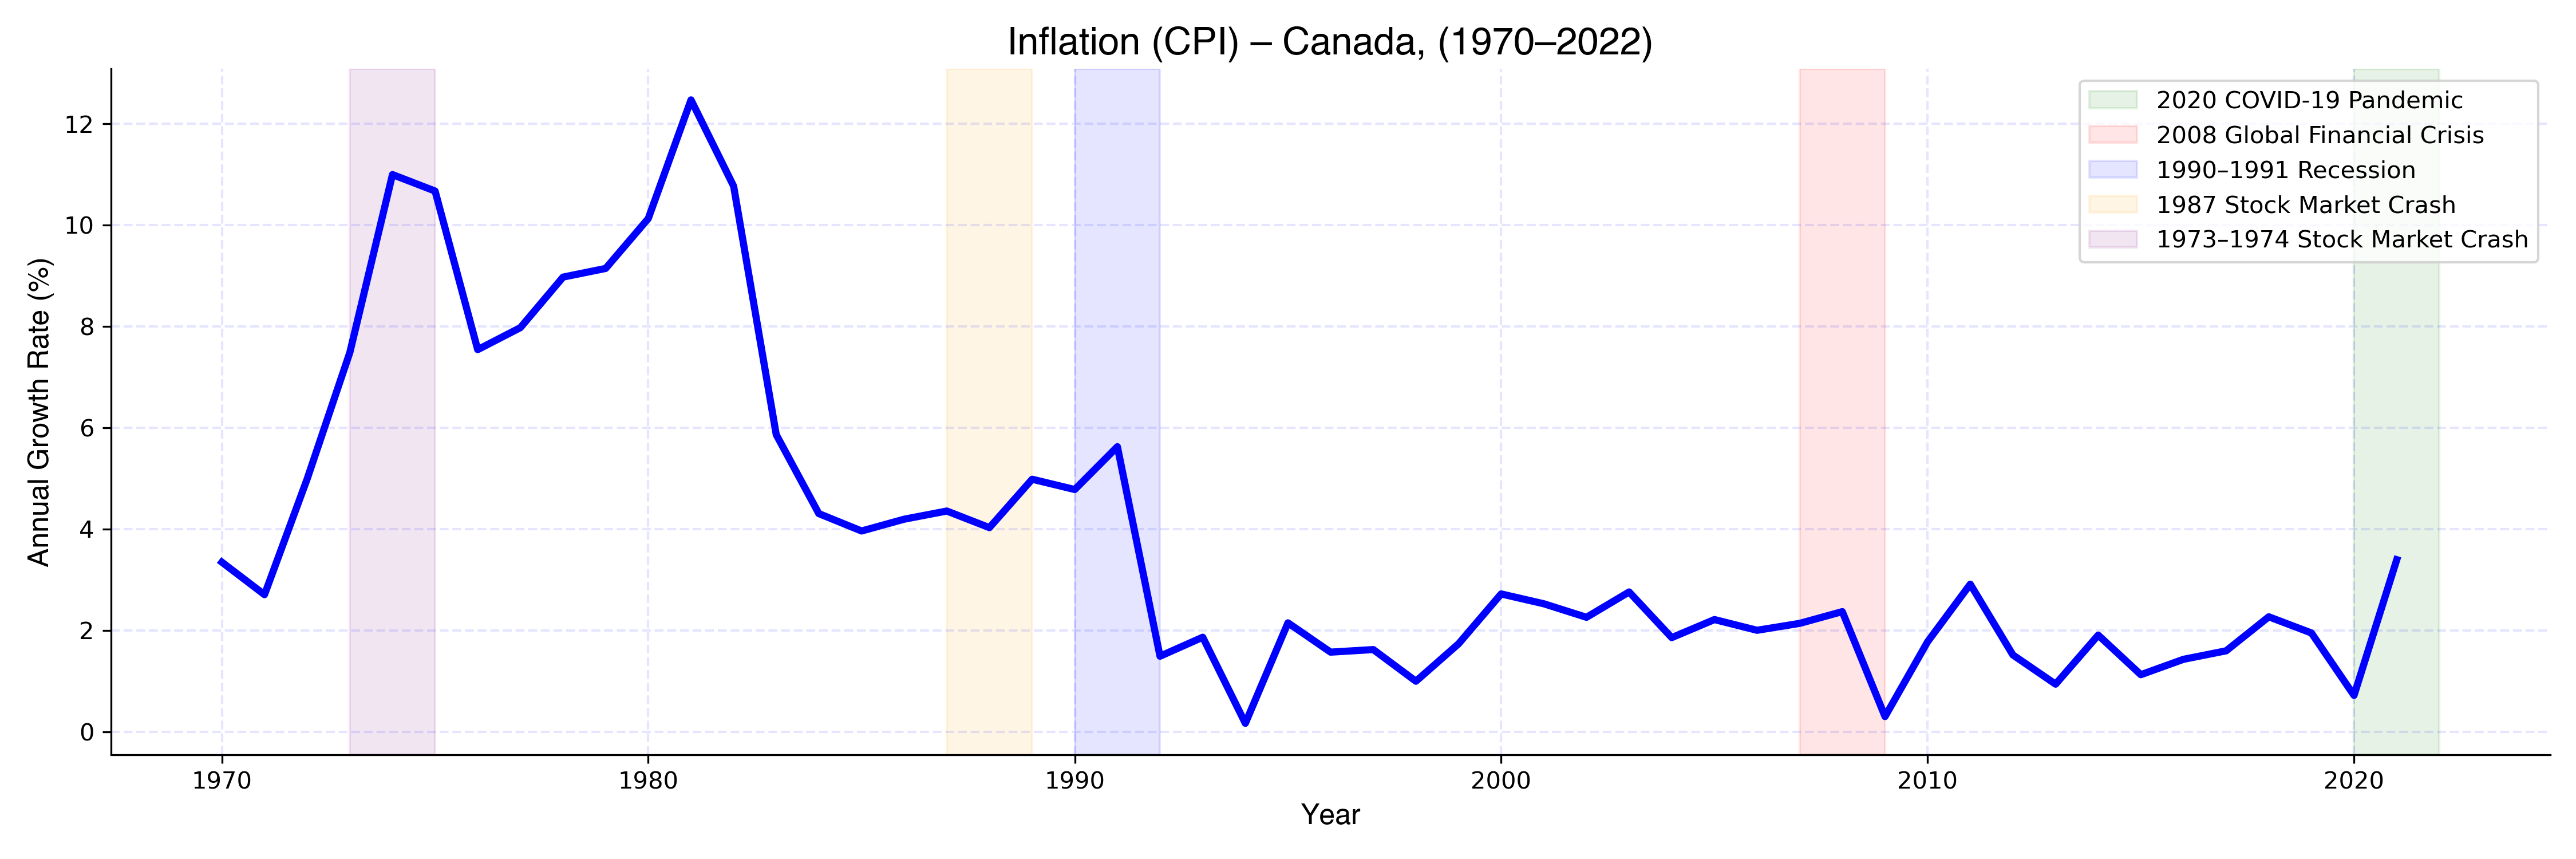 Inflation (CPI) – Canada, (1970–2022)
Annual Growth Rate (%)
12
10
8
6
4
2
0
2020 COVID-19 Pandemic
2008 Global Financial Crisis
1990–1991 Recession
1987 Stock Market Crash
1973–1974 Stock Market Crash
1970 1980 1990 2000 2010 2020
Year